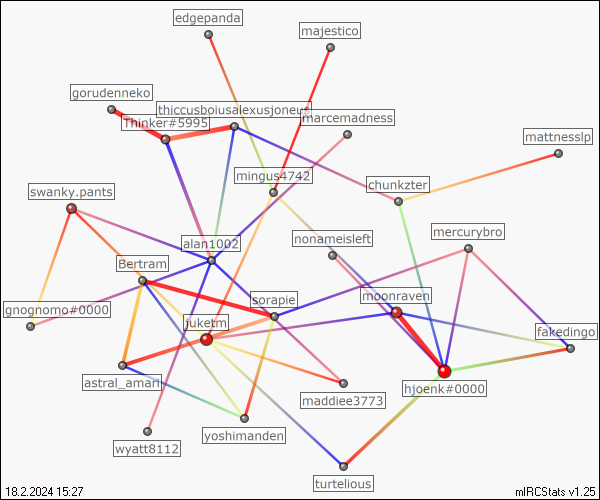 edgepanda
majestico
gorudenneko
thiccusboiusalexusjoneus
Thinker#5995
marcemadness
mattnesslp
mingus4742
chunkzter
swanky.pants
mercurybro
nonameisleft
alan1002
Bertram
moonraven
sorapie
gnognomo#0000
juketm
fakedingo
astral_amari
hjoenk#0000
maddiee3773
yoshimanden
wyatt8112
turtelious
18.2.2024 15:27
mIRCStats v1.25